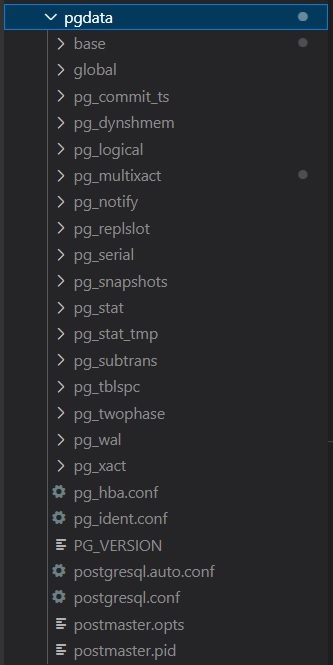 pgdata
base
global
pg_commit_ts
pg_dynshmem
pg_logical
pg_multixact
pg_notify
pg_replslot
pg_serial
pg_snapshots
pg_stat
pg_stat_tmp
pg_subtrans
pg_tblspc
pg_twophase
pg_wal
pg_xact
pg_hba.conf
pg_ident.conf
PG_VERSION
postgresql.auto.conf
postgresql.conf
postmaster.opts
postmaster.pid